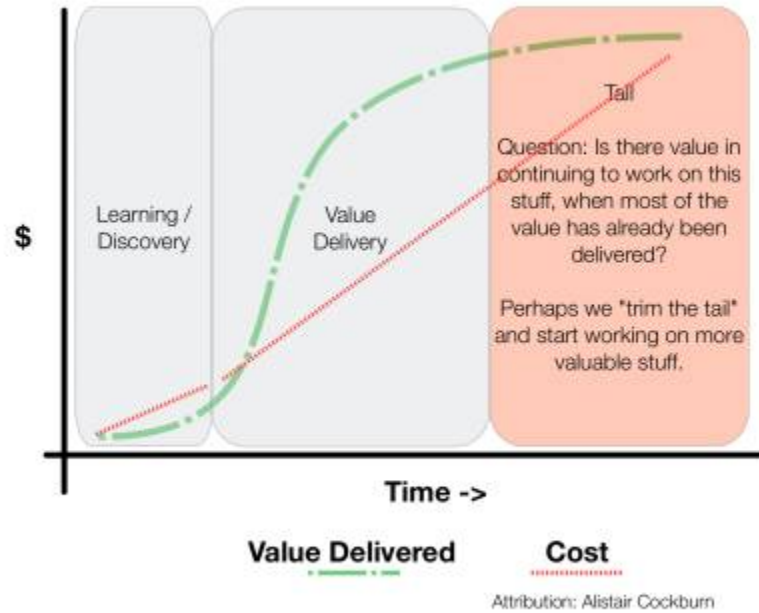 Tail
Question: Is there value in
continuing to work on this
stuff, when most of the
value has already been
delivered?
Perhaps we "trim the tail"
and start working on more
valuable stuff.
Learning /
Discovery
Value
Delivery
$
Time ->
Value Delivered
Cost
Attribution: Alistair Cockburn